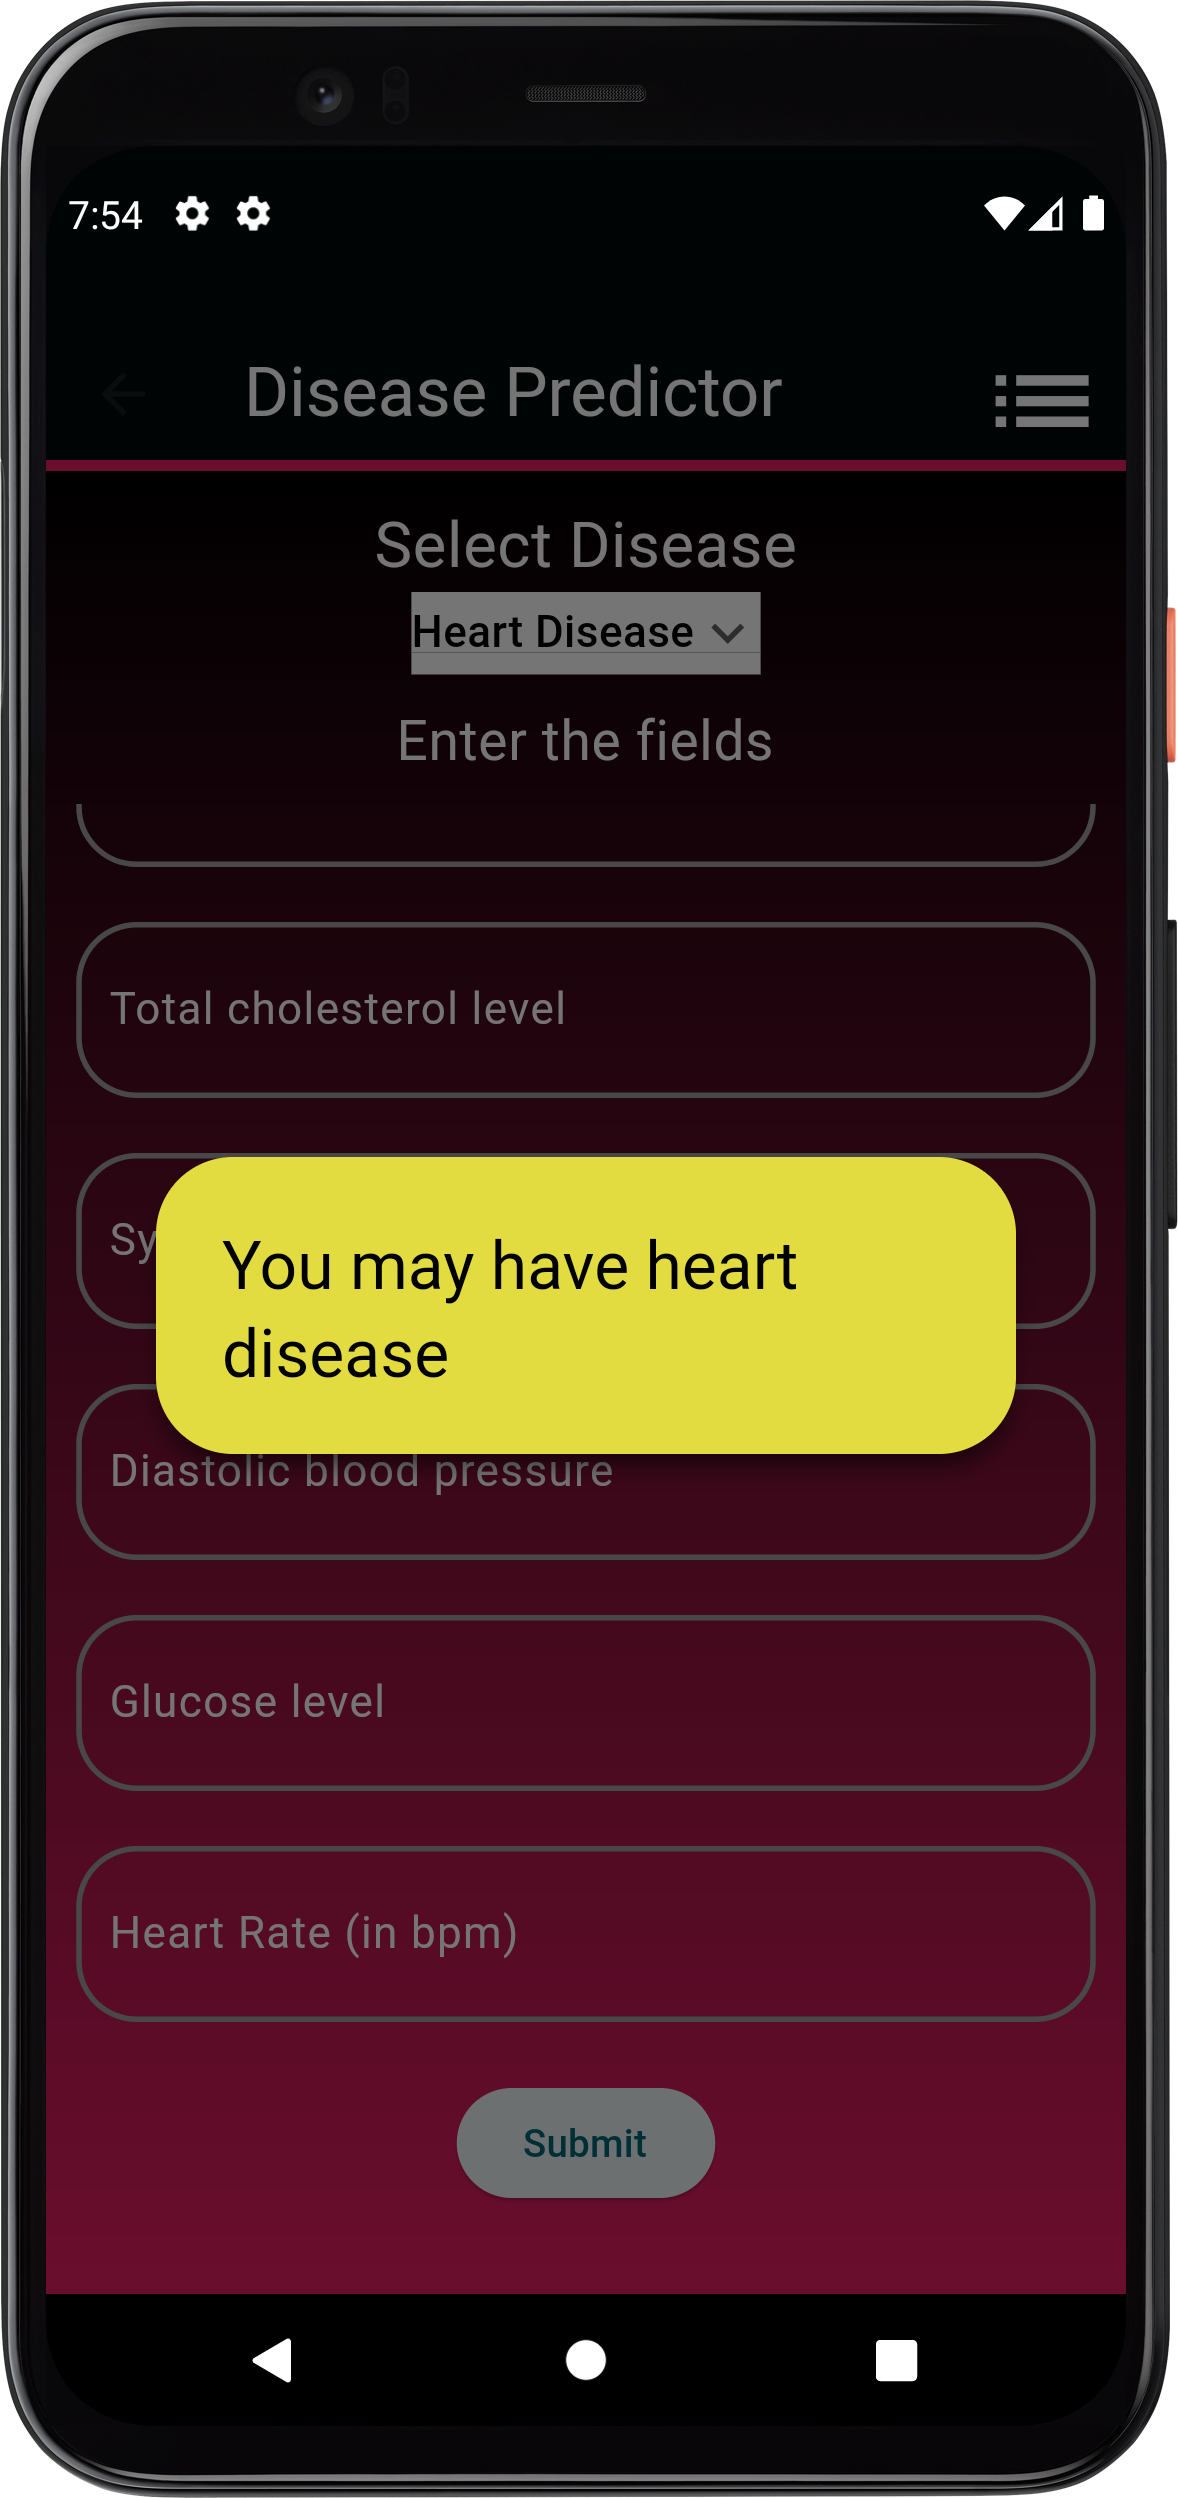 7:54
Disease Predictor
Select Disease
Heart Disease
Enter the fields
Total cholesterol level
Sy
You may have heart
disease
Diastolic blood pressure
Glucose level
Heart Rate (in bpm)
Submit